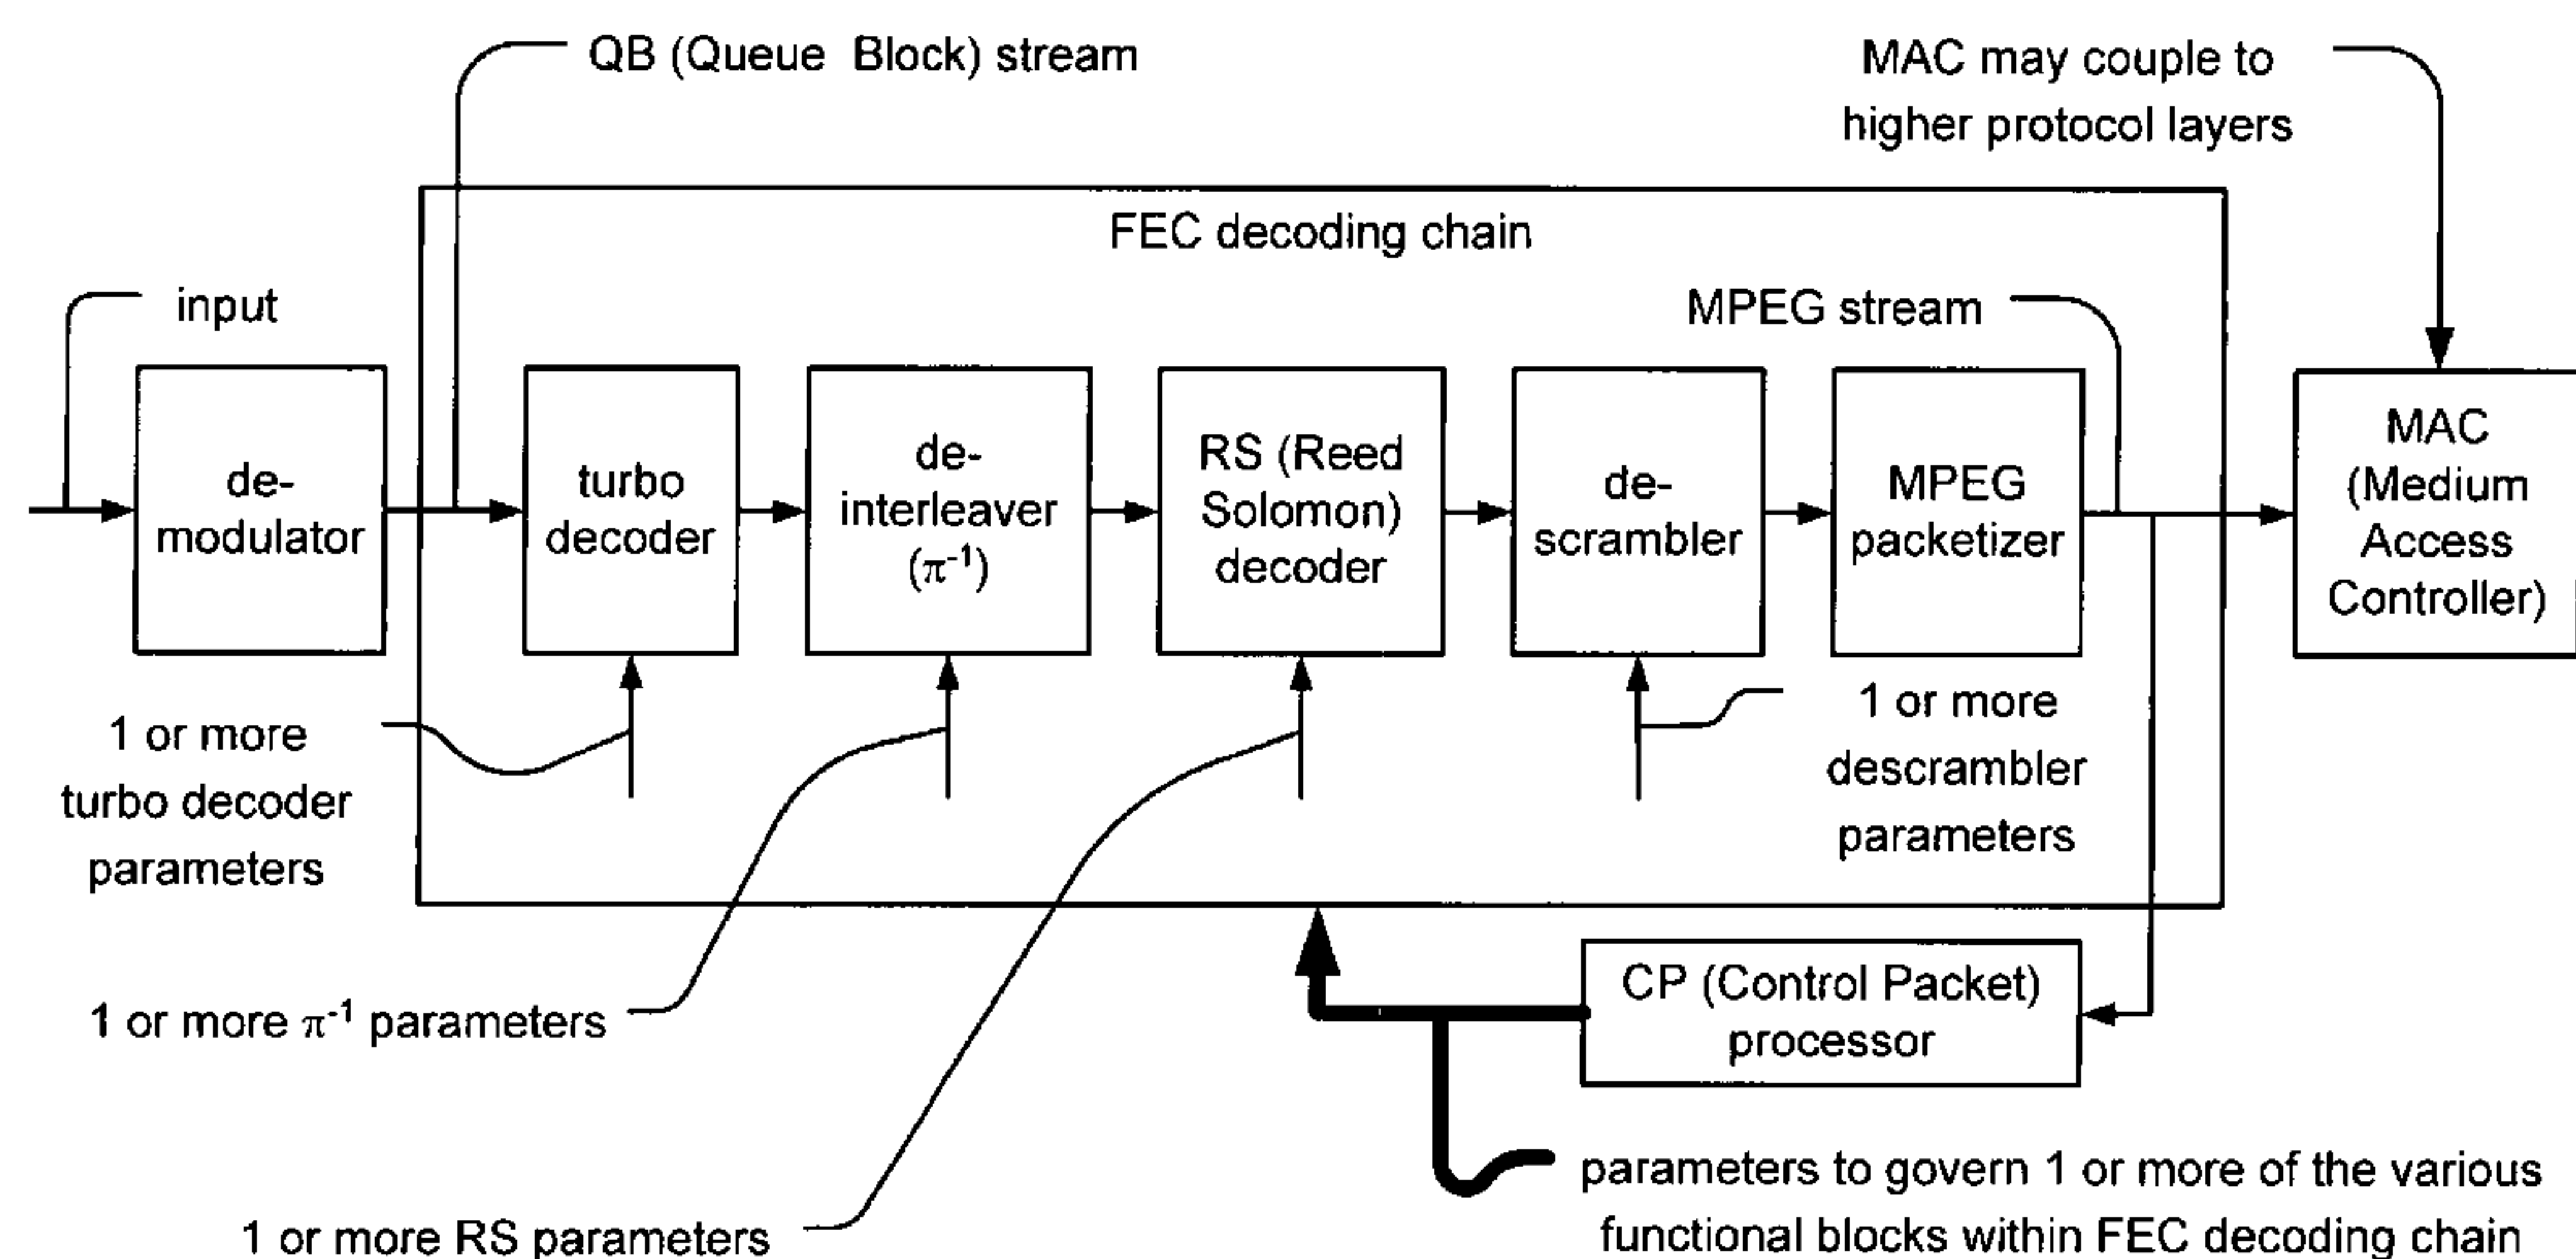 QB (Queue Block) stream
MAC may couple to
higher protocol layers
FEC decoding chain
input
MPEG stream
de-
modulator
turbo
decoder
de-
interleaver
(π⁻¹)
RS (Reed
Solomon)
decoder
de-
scrambler
MPEG
packetizer
MAC
(Medium
Access
Controller)
1 or more
turbo decoder
parameters
1 or more
descrambler
parameters
1 or more π⁻¹ parameters
CP (Control Packet)
processor
1 or more RS parameters
parameters to govern 1 or more of the various
functional blocks within FEC decoding chain